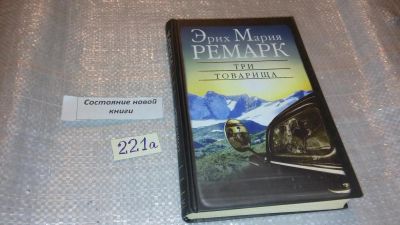 Эрих Мария
РЕМАРК
ТРИ
ТОВАРИЩА
Состояние новой
книги
221а